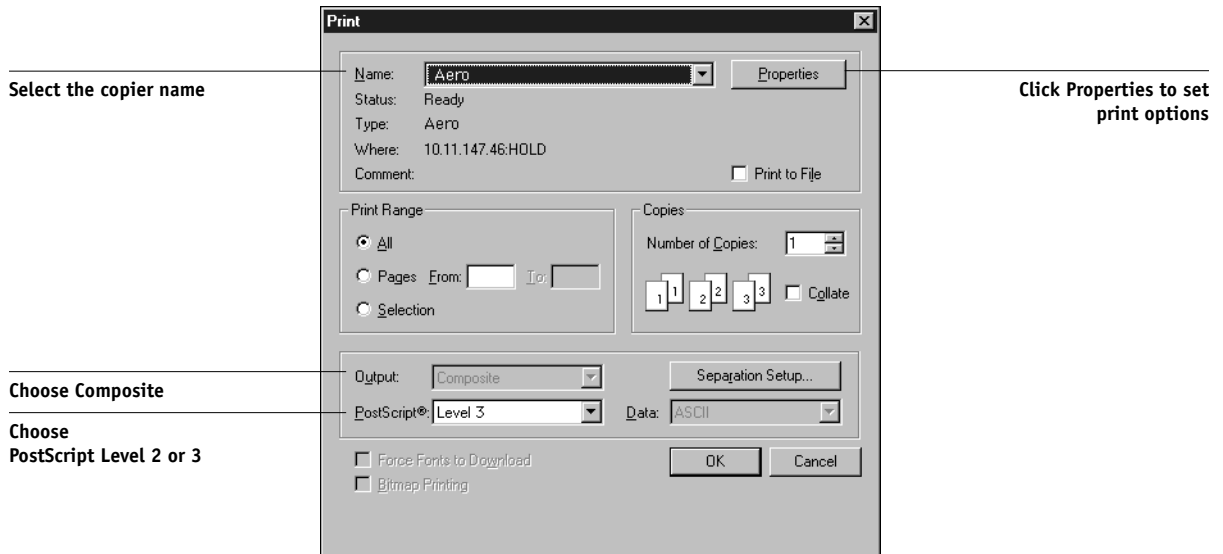 Print
Select the copier name
Name: Aero Properties
Click Properties to set
print options
Status: Ready
Type: Aero
Where: 10.11.147.46:HOLD
Comment: Print to File
Print Range
All
Pages From: To:
Selection
Copies
Number of Copies: 1
1 1 2 2 3 3 Collate
Choose Composite
Output: Composite Separation Setup...
Choose
PostScript Level 2 or 3
PostScript®: Level 3 Data: ASCII
Force Fonts to Download
Bitmap Printing
OK Cancel